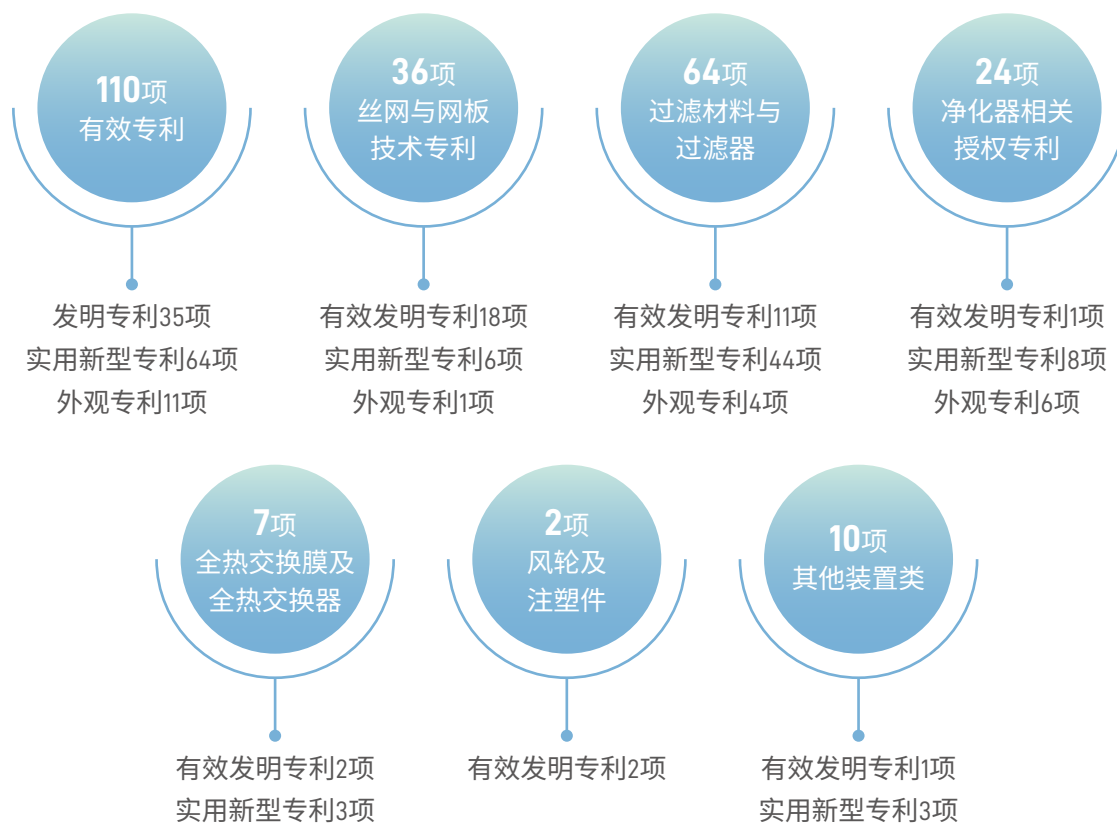 110项
有效专利
发明专利35项
实用新型专利64项
外观专利11项
36项
丝网与网板
技术专利
有效发明专利18项
实用新型专利6项
外观专利1项
64项
过滤材料与
过滤器
有效发明专利11项
实用新型专利44项
外观专利4项
24项
净化器相关
授权专利
有效发明专利1项
实用新型专利8项
外观专利6项
7项
全热交换膜及
全热交换器
有效发明专利2项
实用新型专利3项
2项
风轮及
注塑件
有效发明专利2项
10项
其他装置类
有效发明专利1项
实用新型专利3项